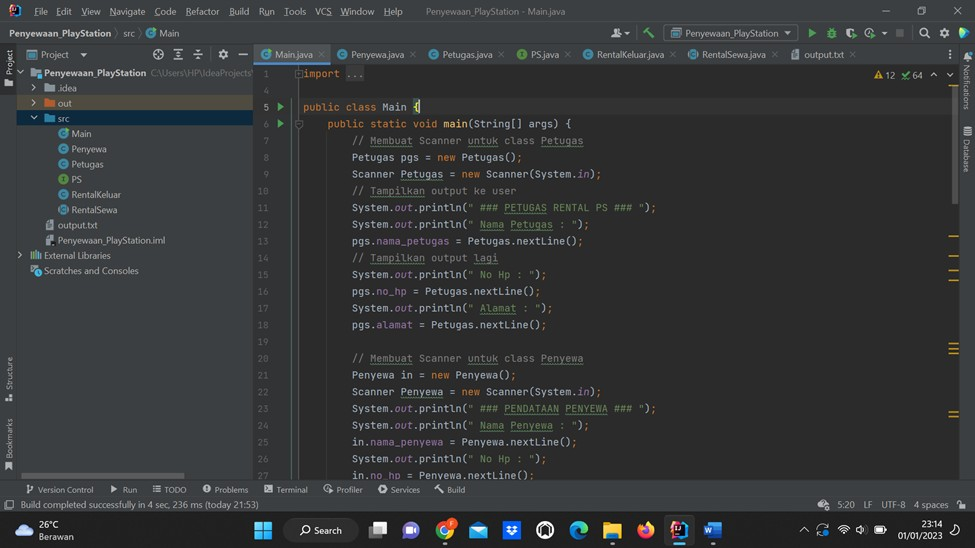 File Edit View Navigate Code Refactor Build Run Tools VCS Window Help Penyewaan_PlayStation - Main.java
Penyewaan_PlayStation src Main Penyewaan_PlayStation
Project Project Main.java Penyewa.java Petugas.java PS.java RentalKeluar.java RentalSewa.java output.txt
Penyewaan_PlayStation C:\Users\HP\IdeaProjects\
.idea
out
src
Main
Penyewa
Petugas
PS
RentalKeluar
RentalSewa
output.txt
Penyewaan_PlayStation.iml
External Libraries
Scratches and Consoles
Structure
Bookmarks
12 64
Notifications
Database
1 import ...
4
5 public class Main {
6 public static void main(String[] args) {
7 // Membuat Scanner untuk class Petugas
8 Petugas pgs = new Petugas();
9 Scanner Petugas = new Scanner(System.in);
10 // Tampilkan output ke user
11 System.out.println(" ### PETUGAS RENTAL PS ### ");
12 System.out.println(" Nama Petugas : ");
13 pgs.nama_petugas = Petugas.nextLine();
14 // Tampilkan output lagi
15 System.out.println(" No Hp : ");
16 pgs.no_hp = Petugas.nextLine();
17 System.out.println(" Alamat : ");
18 pgs.alamat = Petugas.nextLine();
19
20 // Membuat Scanner untuk class Penyewa
21 Penyewa in = new Penyewa();
22 Scanner Penyewa = new Scanner(System.in);
23 System.out.println(" ### PENDATAAN PENYEWA ### ");
24 System.out.println(" Nama Penyewa : ");
25 in.nama_penyewa = Penyewa.nextLine();
26 System.out.println(" No Hp : ");
27 in.no_hp = Penyewa.nextLine();
Version Control Run TODO Problems Terminal Profiler Services Build
Build completed successfully in 4 sec, 236 ms (today 21:53) 5:20 LF UTF-8 4 spaces
26°C
Berawan
Search
23:14
01/01/2023